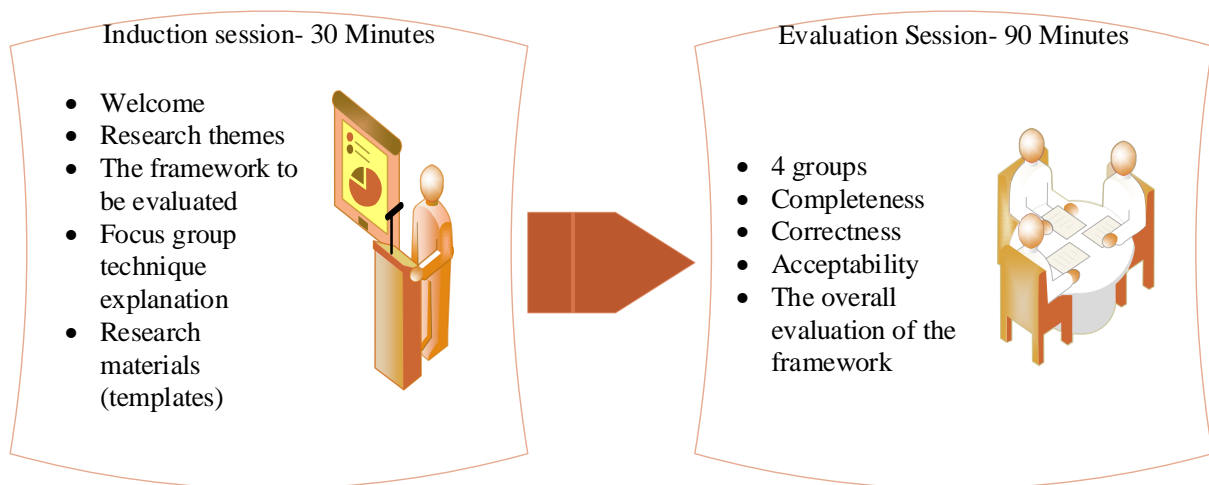 Induction session- 30 Minutes
• Welcome
• Research themes
• The framework to
be evaluated
• Focus group
technique
explanation
• Research
materials
(templates)
Evaluation Session- 90 Minutes
• 4 groups
• Completeness
• Correctness
• Acceptability
• The overall
evaluation of the
framework